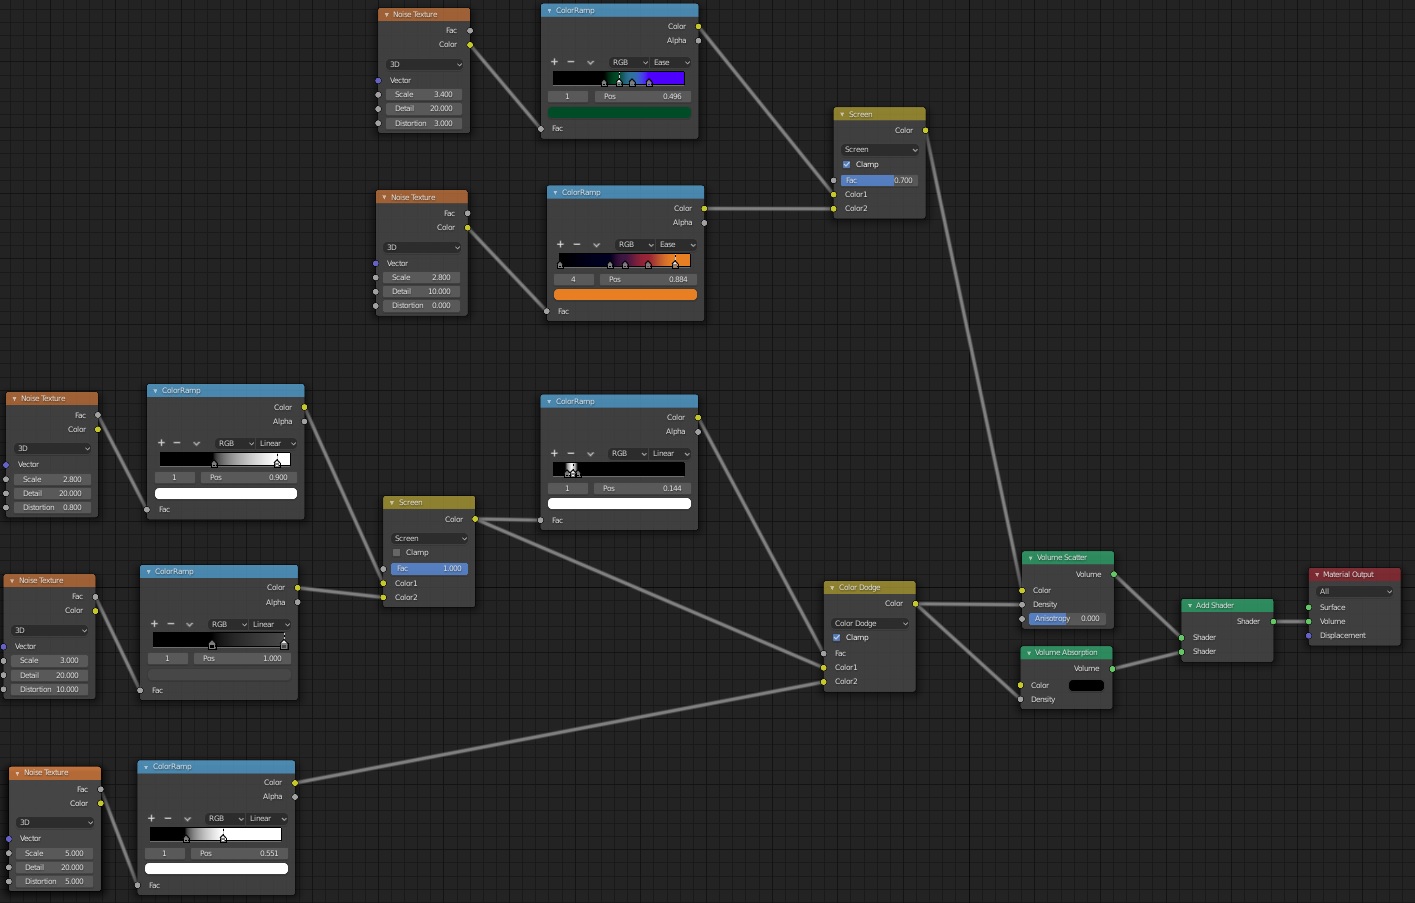 Noise Texture
Fac
Color
3D
Vector
Scale 3.400
Detail 20.000
Distortion 3.000
ColorRamp
Color
Alpha
RGB Ease
1 Pos 0.496
Fac
Screen
Color
Screen
Clamp
Fac 0.700
Color1
Color2
Noise Texture
Fac
Color
3D
Vector
Scale 2.800
Detail 10.000
Distortion 0.000
ColorRamp
Color
Alpha
RGB Ease
4 Pos 0.884
Fac
Noise Texture
Fac
Color
3D
Vector
Scale 2.800
Detail 20.000
Distortion 0.800
ColorRamp
Color
Alpha
RGB Linear
1 Pos 0.900
Fac
ColorRamp
Color
Alpha
RGB Linear
1 Pos 0.144
Fac
Screen
Color
Screen
Clamp
Fac 1.000
Color1
Color2
Noise Texture
Fac
Color
3D
Vector
Scale 3.000
Detail 20.000
Distortion 10.000
ColorRamp
Color
Alpha
RGB Linear
1 Pos 1.000
Fac
Color Dodge
Color
Color Dodge
Clamp
Fac
Color1
Color2
Volume Scatter
Volume
Color
Density
Anisotropy 0.000
Volume Absorption
Volume
Color
Density
Add Shader
Shader
Shader
Shader
Material Output
All
Surface
Volume
Displacement
Noise Texture
Fac
Color
3D
Vector
Scale 5.000
Detail 20.000
Distortion 5.000
ColorRamp
Color
Alpha
RGB Linear
1 Pos 0.551
Fac